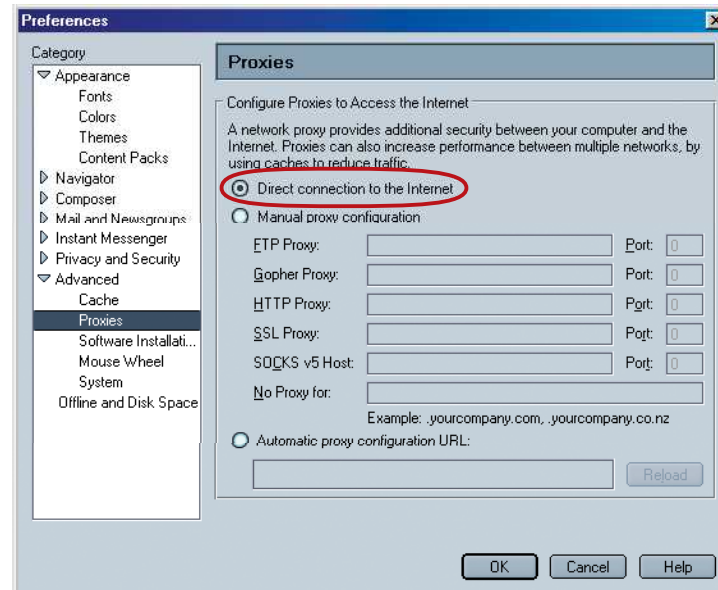 Preferences
Category
Appearance
Fonts
Colors
Themes
Content Packs
Navigator
Composer
Mail and Newsgroups
Instant Messenger
Privacy and Security
Advanced
Cache
Proxies
Software Installati...
Mouse Wheel
System
Offline and Disk Space
Proxies
Configure Proxies to Access the Internet
A network proxy provides additional security between your computer and the
Internet. Proxies can also increase performance between multiple networks, by
using caches to reduce traffic.
Direct connection to the Internet
Manual proxy configuration
FTP Proxy: Port: 0
Gopher Proxy: Port: 0
HTTP Proxy: Port: 0
SSL Proxy: Port: 0
SOCKS v5 Host: Port: 0
No Proxy for:
Example: .yourcompany.com, .yourcompany.co.nz
Automatic proxy configuration URL:
Reload
OK Cancel Help